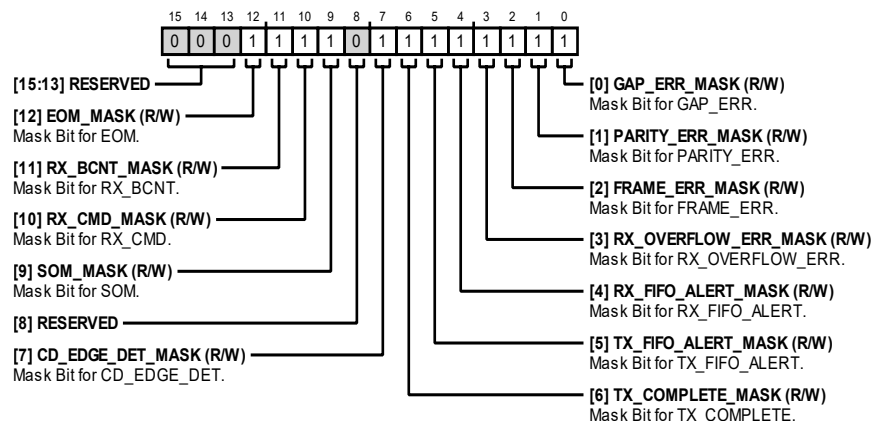 15 14 13 12 11 10 9 8 7 6 5 4 3 2 1 0
0 0 0 1 1 1 1 0 1 1 1 1 1 1 1 1
[15:13] RESERVED
[12] EOM_MASK (R/W)
Mask Bit for EOM.
[11] RX_BCNT_MASK (R/W)
Mask Bit for RX_BCNT.
[10] RX_CMD_MASK (R/W)
Mask Bit for RX_CMD.
[9] SOM_MASK (R/W)
Mask Bit for SOM.
[8] RESERVED
[7] CD_EDGE_DET_MASK (R/W)
Mask Bit for CD_EDGE_DET.
[0] GAP_ERR_MASK (R/W)
Mask Bit for GAP_ERR.
[1] PARITY_ERR_MASK (R/W)
Mask Bit for PARITY_ERR.
[2] FRAME_ERR_MASK (R/W)
Mask Bit for FRAME_ERR.
[3] RX_OVERFLOW_ERR_MASK (R/W)
Mask Bit for RX_OVERFLOW_ERR.
[4] RX_FIFO_ALERT_MASK (R/W)
Mask Bit for RX_FIFO_ALERT.
[5] TX_FIFO_ALERT_MASK (R/W)
Mask Bit for TX_FIFO_ALERT.
[6] TX_COMPLETE_MASK (R/W)
Mask Bit for TX_COMPLETE.